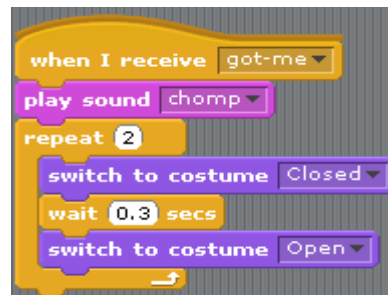 when I receive got-me
play sound chomp
repeat 2
switch to costume Closed
wait 0.3 secs
switch to costume Open